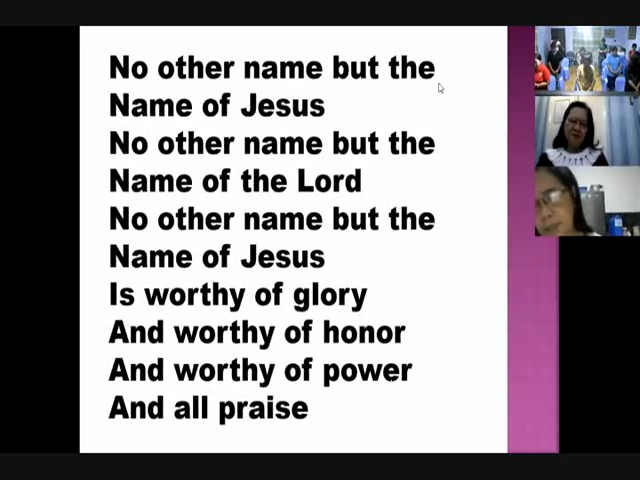 No other name but the
Name of Jesus
No other name but the
Name of the Lord
No other name but the
Name of Jesus
Is worthy of glory
And worthy of honor
And worthy of power
And all praise